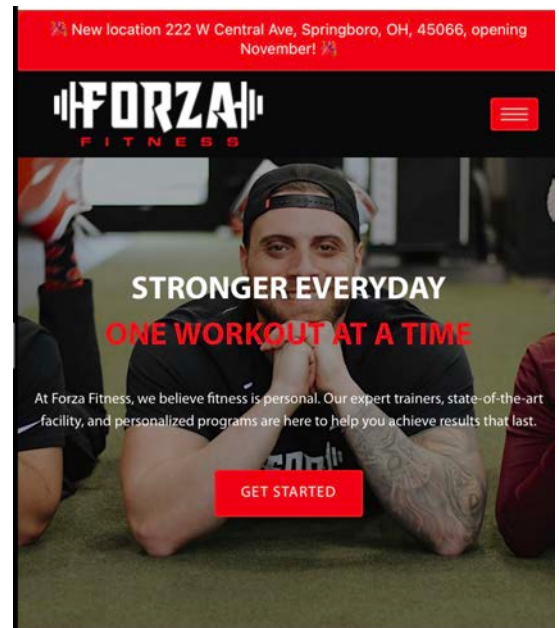 🎉 New location 222 W Central Ave, Springboro, OH, 45066, opening
November! 🎉
FORZA
FITNESS
STRONGER EVERYDAY
ONE WORKOUT AT A TIME
At Forza Fitness, we believe fitness is personal. Our expert trainers, state-of-the-art
facility, and personalized programs are here to help you achieve results that last.
GET STARTED